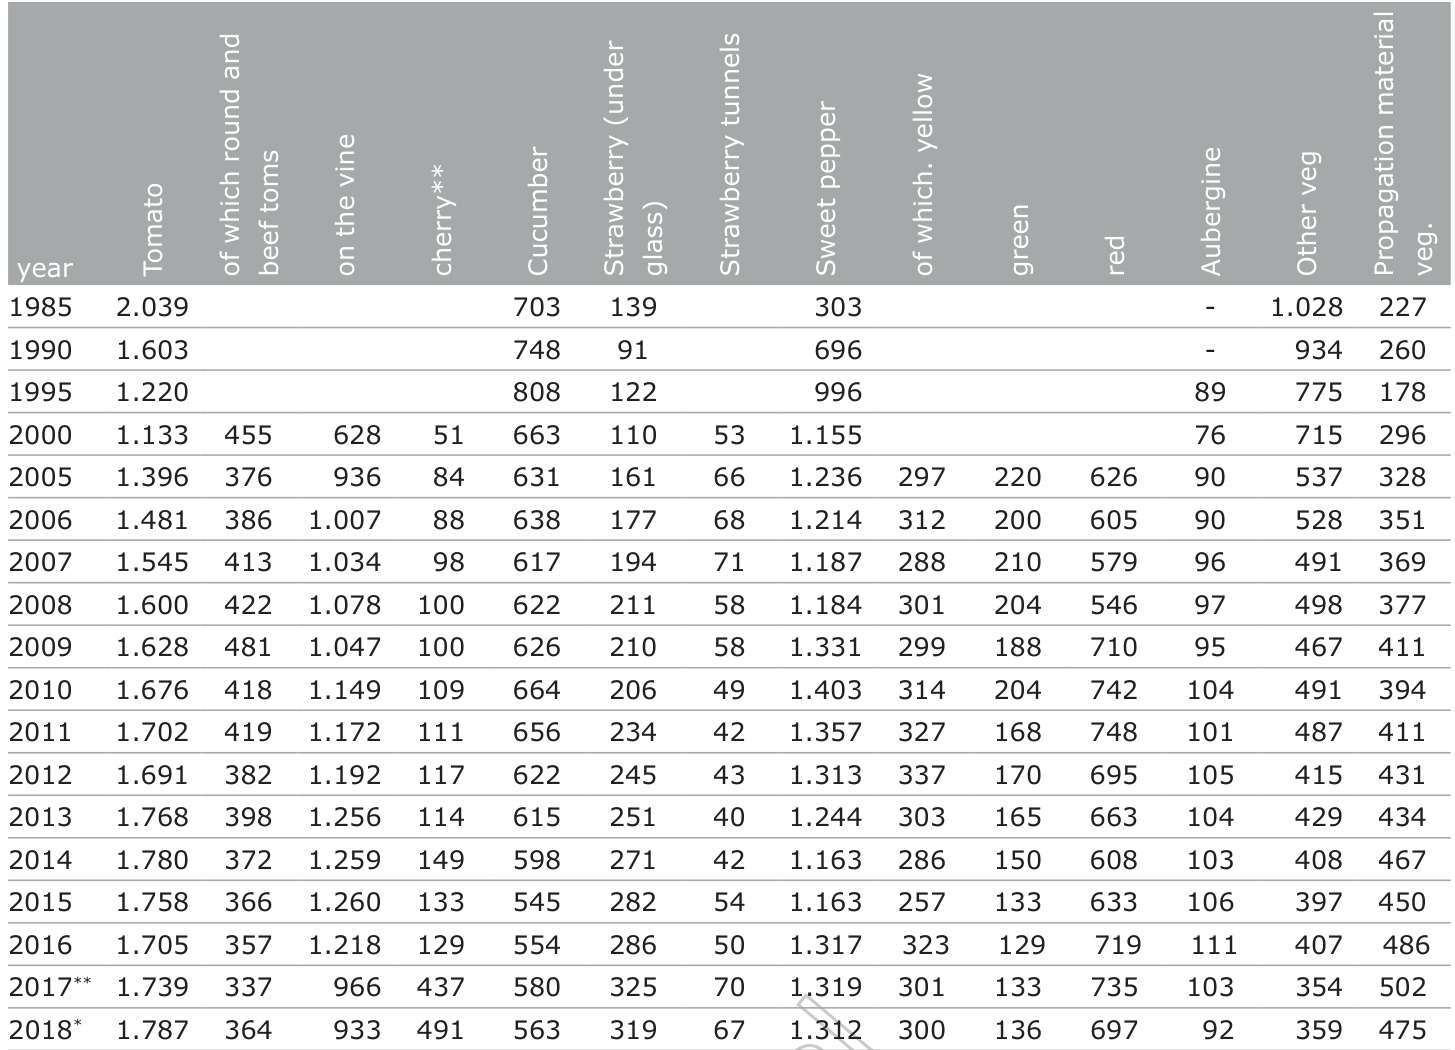 year Tomato of which round and beef toms on the vine cherry** Cucumber Strawberry (under glass) Strawberry tunnels Sweet pepper of which. yellow green red Aubergine Other veg Propagation material veg.
1985 2.039 703 139 303 - 1.028 227
1990 1.603 748 91 696 - 934 260
1995 1.220 808 122 996 89 775 178
2000 1.133 455 628 51 663 110 53 1.155 76 715 296
2005 1.396 376 936 84 631 161 66 1.236 297 220 626 90 537 328
2006 1.481 386 1.007 88 638 177 68 1.214 312 200 605 90 528 351
2007 1.545 413 1.034 98 617 194 71 1.187 288 210 579 96 491 369
2008 1.600 422 1.078 100 622 211 58 1.184 301 204 546 97 498 377
2009 1.628 481 1.047 100 626 210 58 1.331 299 188 710 95 467 411
2010 1.676 418 1.149 109 664 206 49 1.403 314 204 742 104 491 394
2011 1.702 419 1.172 111 656 234 42 1.357 327 168 748 101 487 411
2012 1.691 382 1.192 117 622 245 43 1.313 337 170 695 105 415 431
2013 1.768 398 1.256 114 615 251 40 1.244 303 165 663 104 429 434
2014 1.780 372 1.259 149 598 271 42 1.163 286 150 608 103 408 467
2015 1.758 366 1.260 133 545 282 54 1.163 257 133 633 106 397 450
2016 1.705 357 1.218 129 554 286 50 1.317 323 129 719 111 407 486
2017** 1.739 337 966 437 580 325 70 1.319 301 133 735 103 354 502
2018* 1.787 364 933 491 563 319 67 1.312 300 136 697 92 359 475